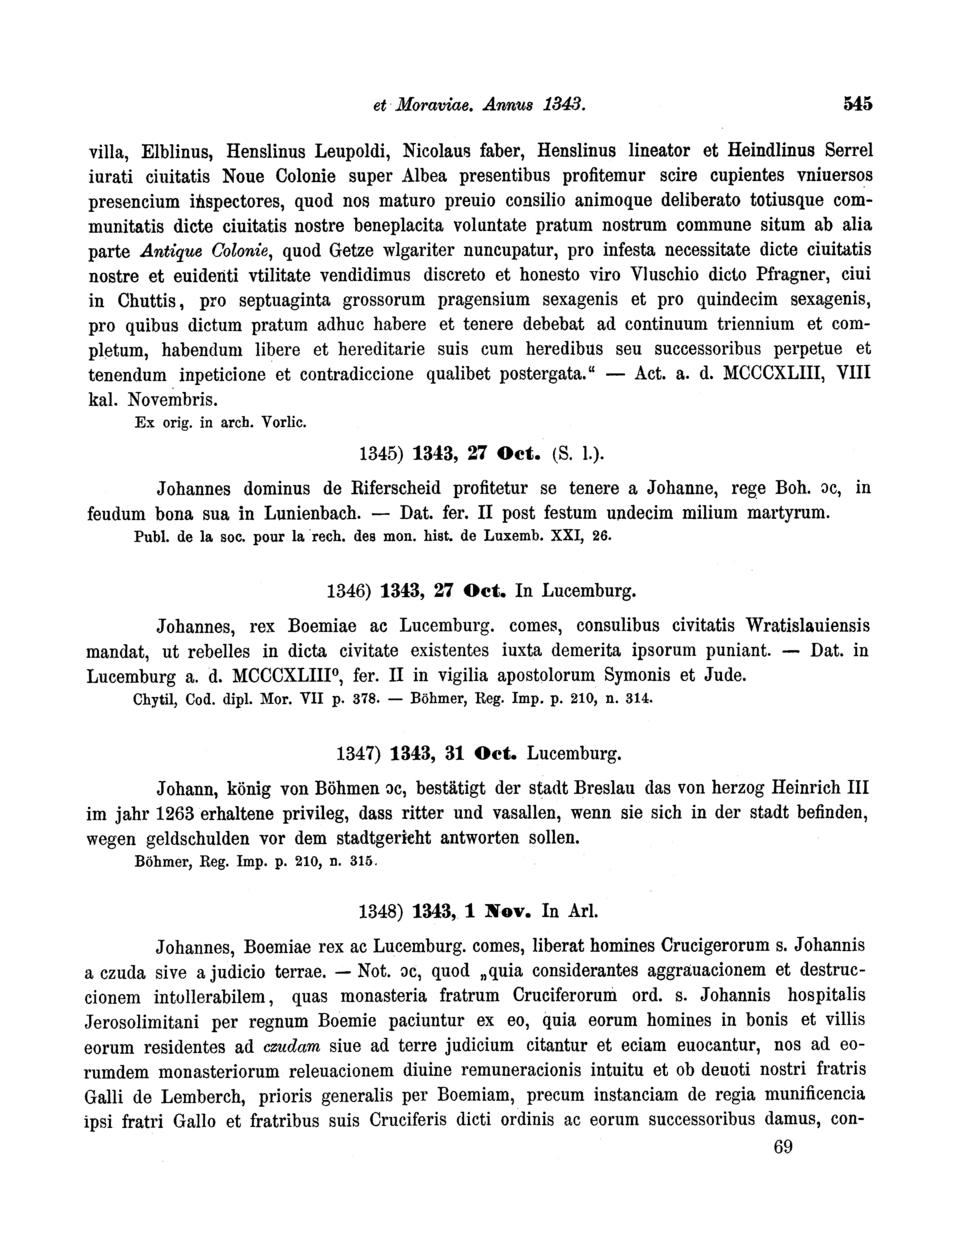 et Moraviae. Annus 1343. 545
villa, Elblinus, Henslinus Leupoldi, Nicolaus faber, Henslinus lineator et Heindlinus Serrel
iurati ciuitatis Noue Colonie super Albea presentibus profitemur scire cupientes vniuersos
presencium inspectores, quod nos maturo preuio consilio animoque deliberato totiusque com-
munitatis dicte ciuitatis nostre beneplacita voluntate pratum nostrum commune situm ab alia
parte Antique Colonie, quod Getze wlgariter nuncupatur, pro infesta necessitate dicte ciuitatis
nostre et euidenti vtilitate vendidimus discreto et honesto viro Vluschio dicto Pfragner, ciui
in Chuttis, pro septuaginta grossorum pragensium sexagenis et pro quindecim sexagenis,
pro quibus dictum pratum adhuc habere et tenere debebat ad continuum triennium et com-
pletum, habendum libere et hereditarie suis cum heredibus seu successoribus perpetue et
tenendum inpeticione et contradiccione qualibet postergata.“ — Act. a. d. MCCCXLIII, VIII
kal. Novembris.
Ex orig. in arch. Vorlic.
1345) 1343, 27 Oct. (S. l.).
Johannes dominus de Riferscheid profitetur se tenere a Johanne, rege Boh. ɔc, in
feudum bona sua in Lunienbach. — Dat. fer. II post festum undecim milium martyrum.
Publ. de la soc. pour la rech. des mon. hist. de Luxemb. XXI, 26.
1346) 1343, 27 Oct. In Lucemburg.
Johannes, rex Boemiae ac Lucemburg. comes, consulibus civitatis Wratislauiensis
mandat, ut rebelles in dicta civitate existentes iuxta demerita ipsorum puniant. — Dat. in
Lucemburg a. d. MCCCXLIII⁰, fer. II in vigilia apostolorum Symonis et Jude.
Chytil, Cod. dipl. Mor. VII p. 378. — Böhmer, Reg. Imp. p. 210, n. 314.
1347) 1343, 31 Oct. Lucemburg.
Johann, könig von Böhmen ɔc, bestätigt der stadt Breslau das von herzog Heinrich III
im jahr 1263 erhaltene privileg, dass ritter und vasallen, wenn sie sich in der stadt befinden,
wegen geldschulden vor dem stadtgericht antworten sollen.
Böhmer, Reg. Imp. p. 210, n. 315.
1348) 1343, 1 Nov. In Arl.
Johannes, Boemiae rex ac Lucemburg. comes, liberat homines Crucigerorum s. Johannis
a czuda sive a judicio terrae. — Not. ɔc, quod „quia considerantes aggrauacionem et destruc-
cionem intollerabilem, quas monasteria fratrum Cruciferorum ord. s. Johannis hospitalis
Jerosolimitani per regnum Boemie paciuntur ex eo, quia eorum homines in bonis et villis
eorum residentes ad czudam siue ad terre judicium citantur et eciam euocantur, nos ad eo-
rumdem monasteriorum releuacionem diuine remuneracionis intuitu et ob deuoti nostri fratris
Galli de Lemberch, prioris generalis per Boemiam, precum instanciam de regia munificencia
ipsi fratri Gallo et fratribus suis Cruciferis dicti ordinis ac eorum successoribus damus, con-
69